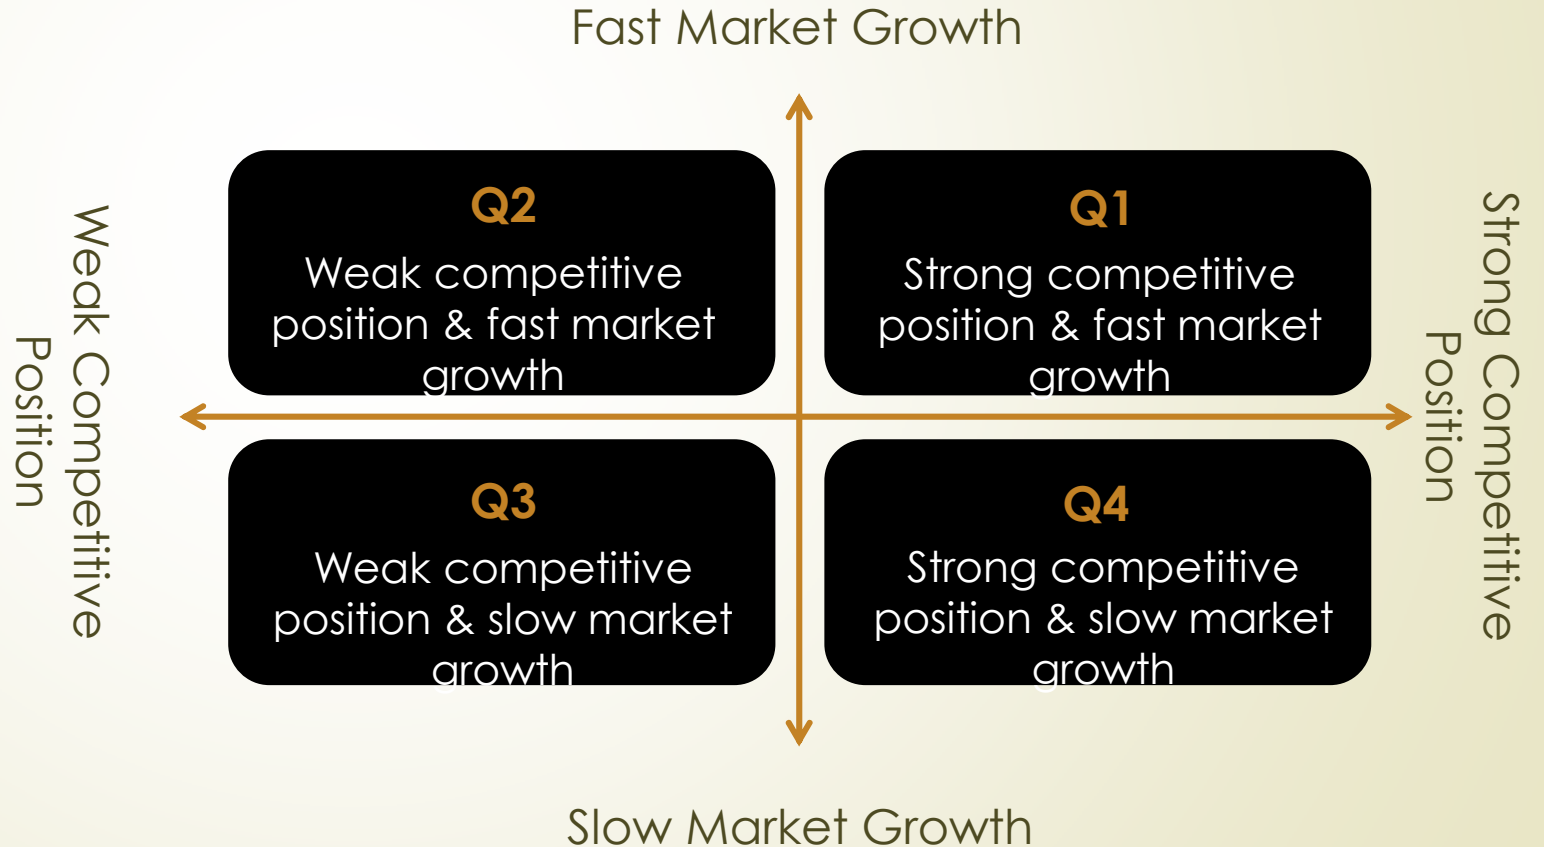 Fast Market Growth
Weak Competitive
Position
Q2
Weak competitive
position & fast market
growth
Q1
Strong competitive
position & fast market
growth
Strong Competitive
Position
Q3
Weak competitive
position & slow market
growth
Q4
Strong competitive
position & slow market
growth
Slow Market Growth